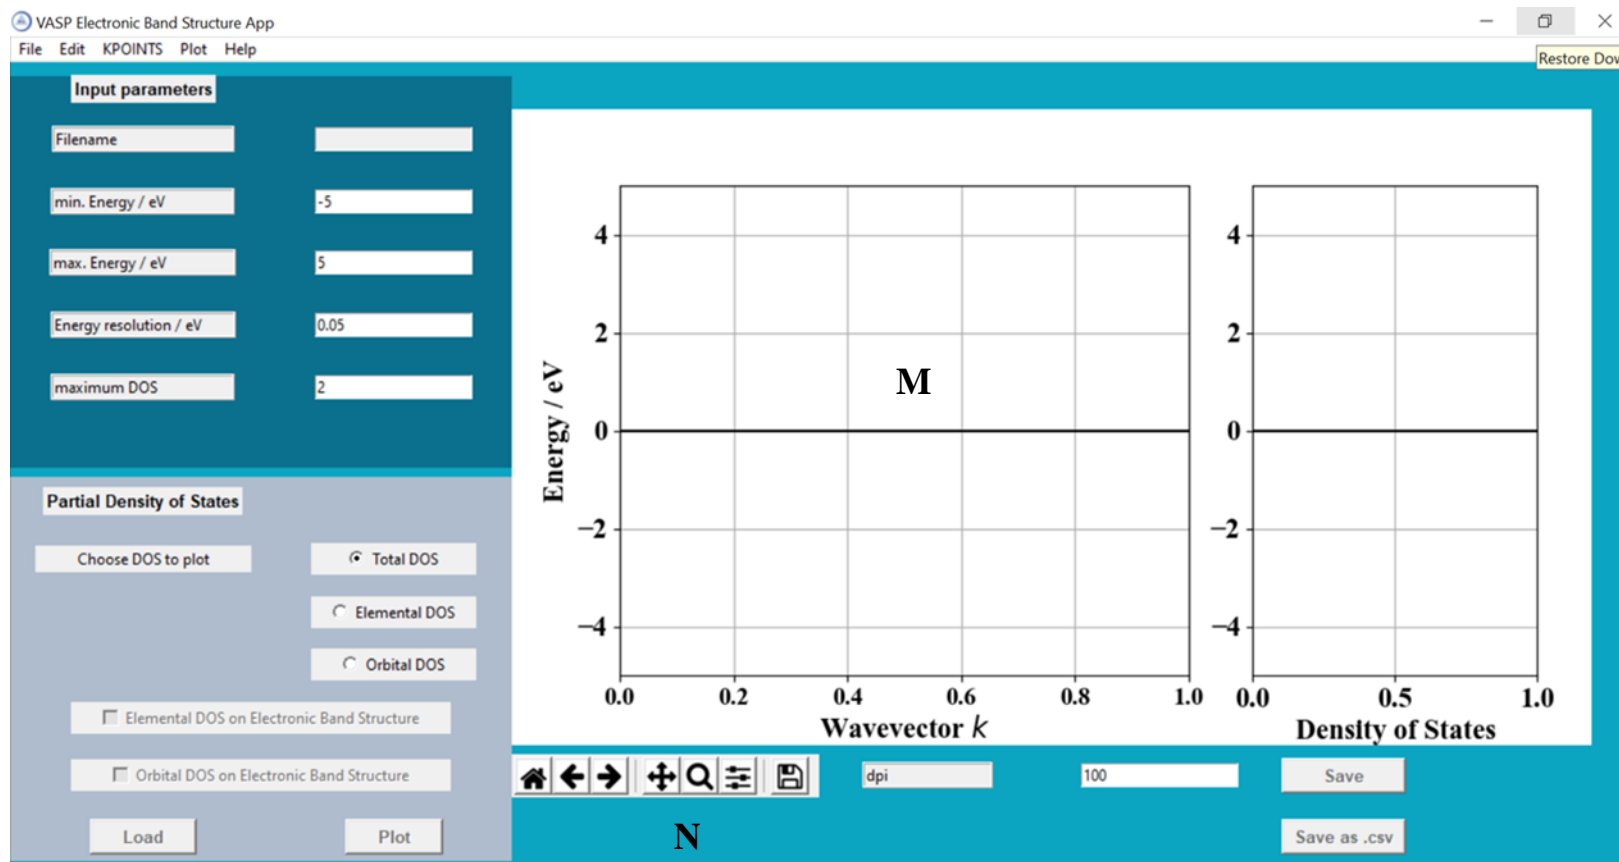 VASP Electronic Band Structure App
File Edit KPOINTS Plot Help
Restore Dow
Input parameters
Filename
min. Energy / eV -5
max. Energy / eV 5
Energy resolution / eV 0.05
maximum DOS 2
Partial Density of States
Choose DOS to plot
Total DOS
Elemental DOS
Orbital DOS
Elemental DOS on Electronic Band Structure
Orbital DOS on Electronic Band Structure
Load Plot
Energy / eV
4
2
0
−2
−4
M
0.0 0.2 0.4 0.6 0.8 1.0
Wavevector k
4
2
0
−2
−4
0.0 0.5 1.0
Density of States
dpi 100 Save
N
Save as .csv